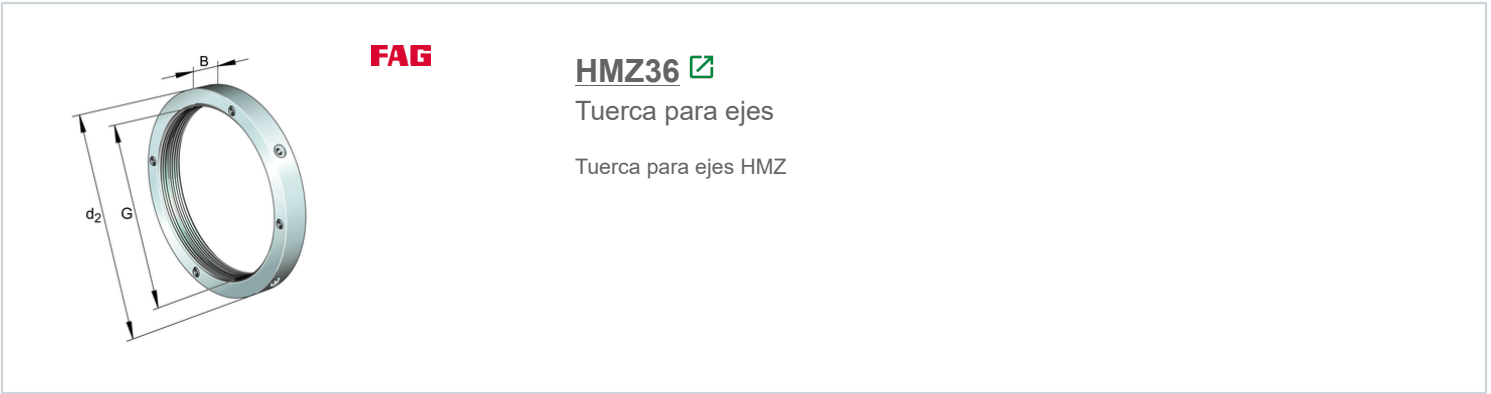 B
FAG
HMZ36
Tuerca para ejes
Tuerca para ejes HMZ
d2
G